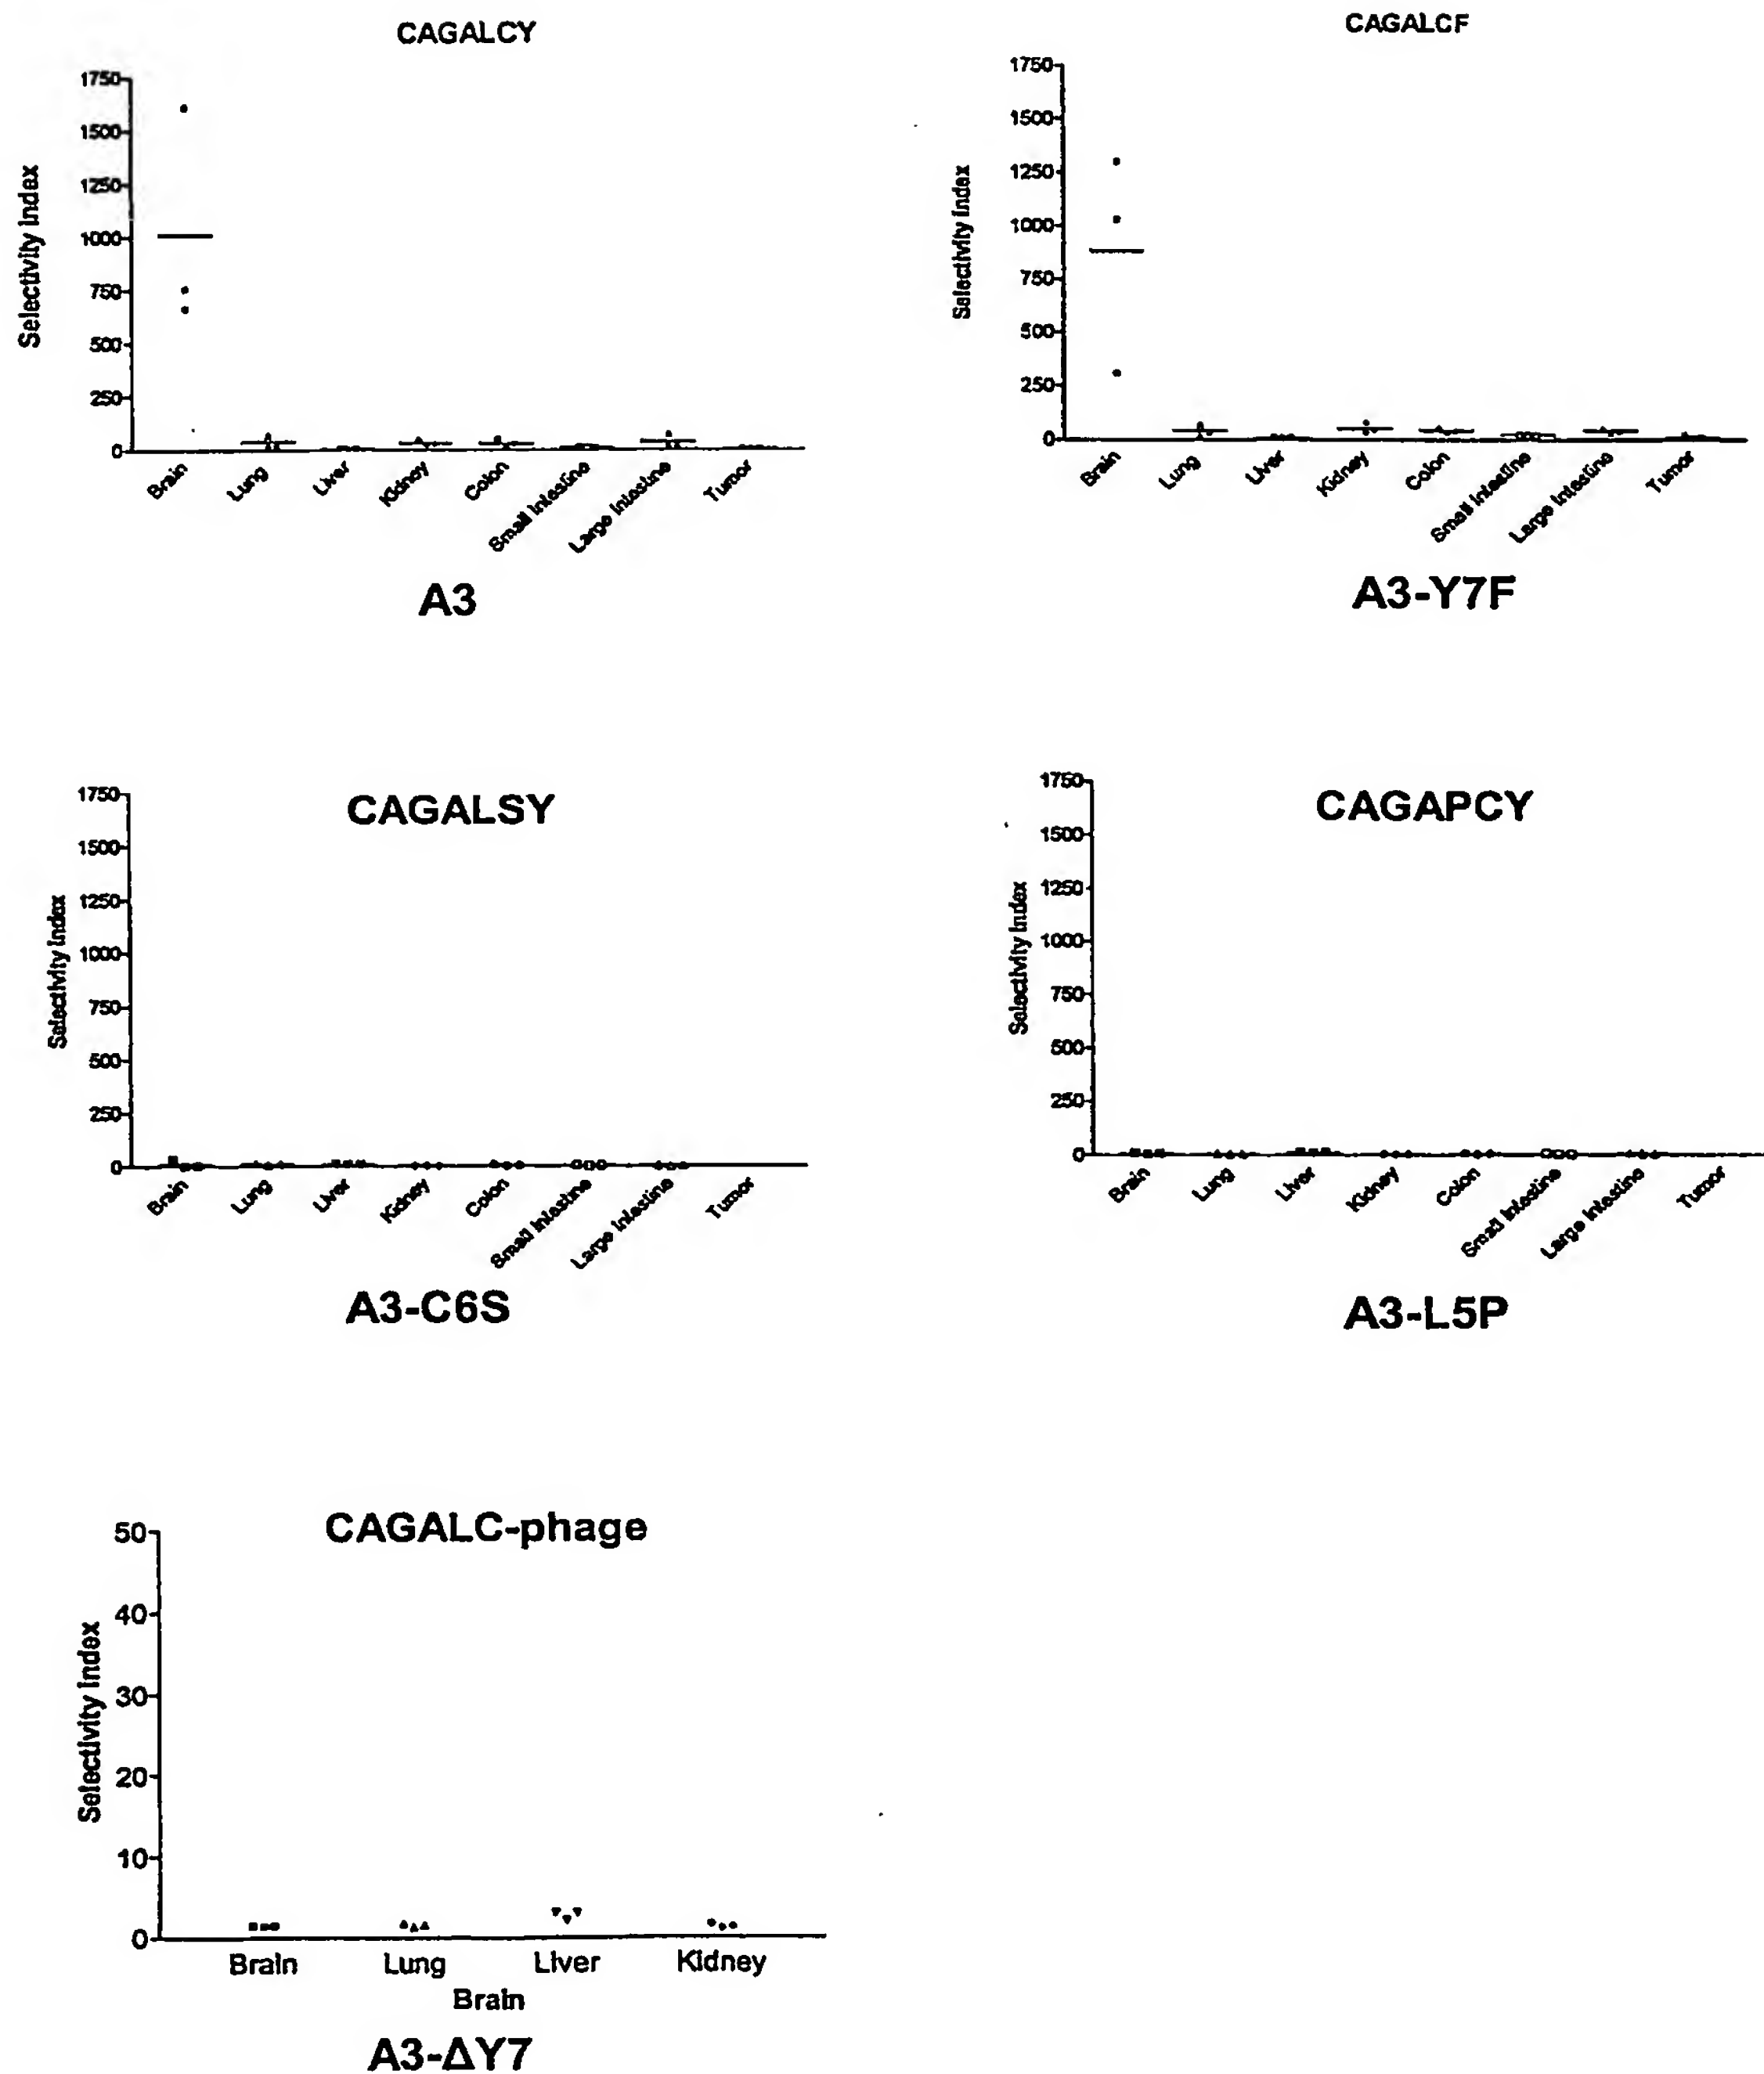 CAGALCY
1750
1500
1250
1000
750
500
250
0
Selectivity Index
Brain
Lung
Liver
Kidney
Colon
Small Intestine
Large Intestine
Tumor
A3
CAGALCF
1750
1500
1250
1000
750
500
250
0
Selectivity Index
Brain
Lung
Liver
Kidney
Colon
Small Intestine
Large Intestine
Tumor
A3-Y7F
CAGALSY
1750
1500
1250
1000
750
500
250
0
Selectivity Index
Brain
Lung
Liver
Kidney
Colon
Small Intestine
Large Intestine
Tumor
A3-C6S
CAGAPCY
1750
1500
1250
1000
750
500
250
0
Selectivity Index
Brain
Lung
Liver
Kidney
Colon
Small Intestine
Large Intestine
Tumor
A3-L5P
CAGALC-phage
50
40
30
20
10
0
Selectivity Index
Brain
Lung
Liver
Kidney
Brain
A3-ΔY7